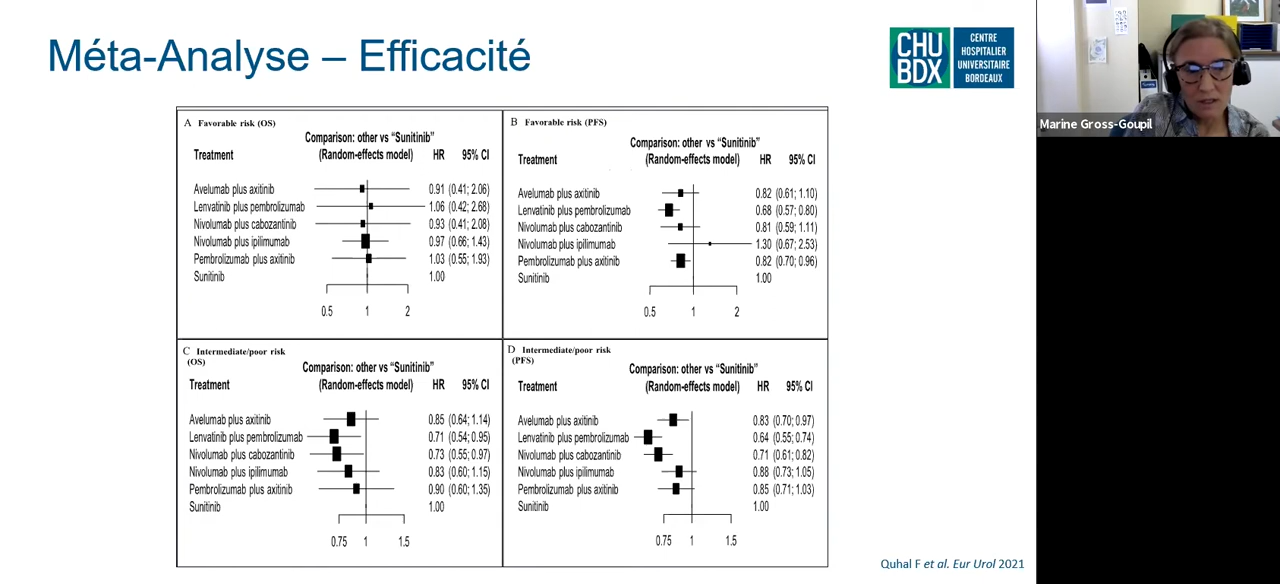 Méta-Analyse – Efficacité
CHU
BDX
CENTRE
HOSPITALIER
UNIVERSITAIRE
BORDEAUX
Marine Gross-Goupil
A Favorable risk (OS)
Comparison: other vs “Sunitinib”
Treatment (Random-effects model) HR 95% CI
Avelumab plus axitinib 0.91 (0.41; 2.06)
Lenvatinib plus pembrolizumab 1.06 (0.42; 2.68)
Nivolumab plus cabozantinib 0.93 (0.41; 2.08)
Nivolumab plus ipilimumab 0.97 (0.66; 1.43)
Pembrolizumab plus axitinib 1.03 (0.55; 1.93)
Sunitinib 1.00
0.5 1 2
B Favorable risk (PFS)
Comparison: other vs “Sunitinib”
Treatment (Random-effects model) HR 95% CI
Avelumab plus axitinib 0.82 (0.61; 1.10)
Lenvatinib plus pembrolizumab 0.68 (0.57; 0.80)
Nivolumab plus cabozantinib 0.81 (0.59; 1.11)
Nivolumab plus ipilimumab 1.30 (0.67; 2.53)
Pembrolizumab plus axitinib 0.82 (0.70; 0.96)
Sunitinib 1.00
0.5 1 2
C Intermediate/poor risk
(OS)
Comparison: other vs “Sunitinib”
Treatment (Random-effects model) HR 95% CI
Avelumab plus axitinib 0.85 (0.64; 1.14)
Lenvatinib plus pembrolizumab 0.71 (0.54; 0.95)
Nivolumab plus cabozantinib 0.73 (0.55; 0.97)
Nivolumab plus ipilimumab 0.83 (0.60; 1.15)
Pembrolizumab plus axitinib 0.90 (0.60; 1.35)
Sunitinib 1.00
0.75 1 1.5
D Intermediate/poor risk
(PFS)
Comparison: other vs “Sunitinib”
Treatment (Random-effects model) HR 95% CI
Avelumab plus axitinib 0.83 (0.70; 0.97)
Lenvatinib plus pembrolizumab 0.64 (0.55; 0.74)
Nivolumab plus cabozantinib 0.71 (0.61; 0.82)
Nivolumab plus ipilimumab 0.88 (0.73; 1.05)
Pembrolizumab plus axitinib 0.85 (0.71; 1.03)
Sunitinib 1.00
0.75 1 1.5
Quhal F et al. Eur Urol 2021